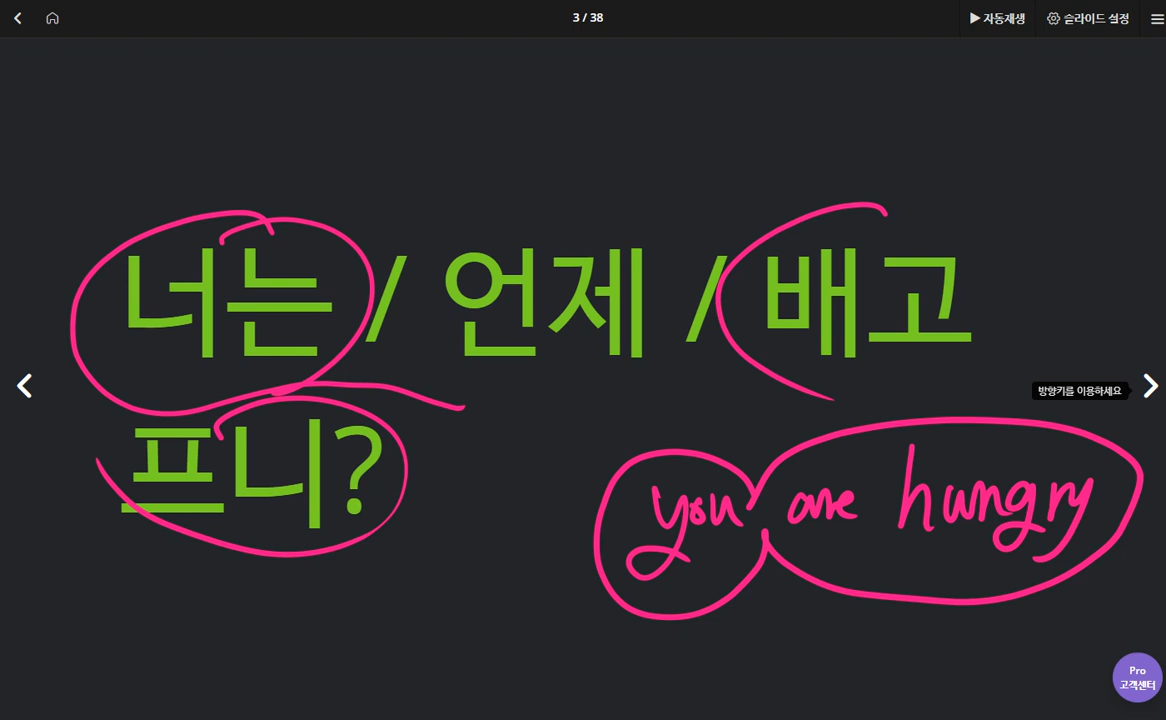 3 / 38
▶ 자동재생
슬라이드 설정
너는 / 언제 / 배고
프니?
방향키를 이용하세요
you are hungry
Pro
고객센터